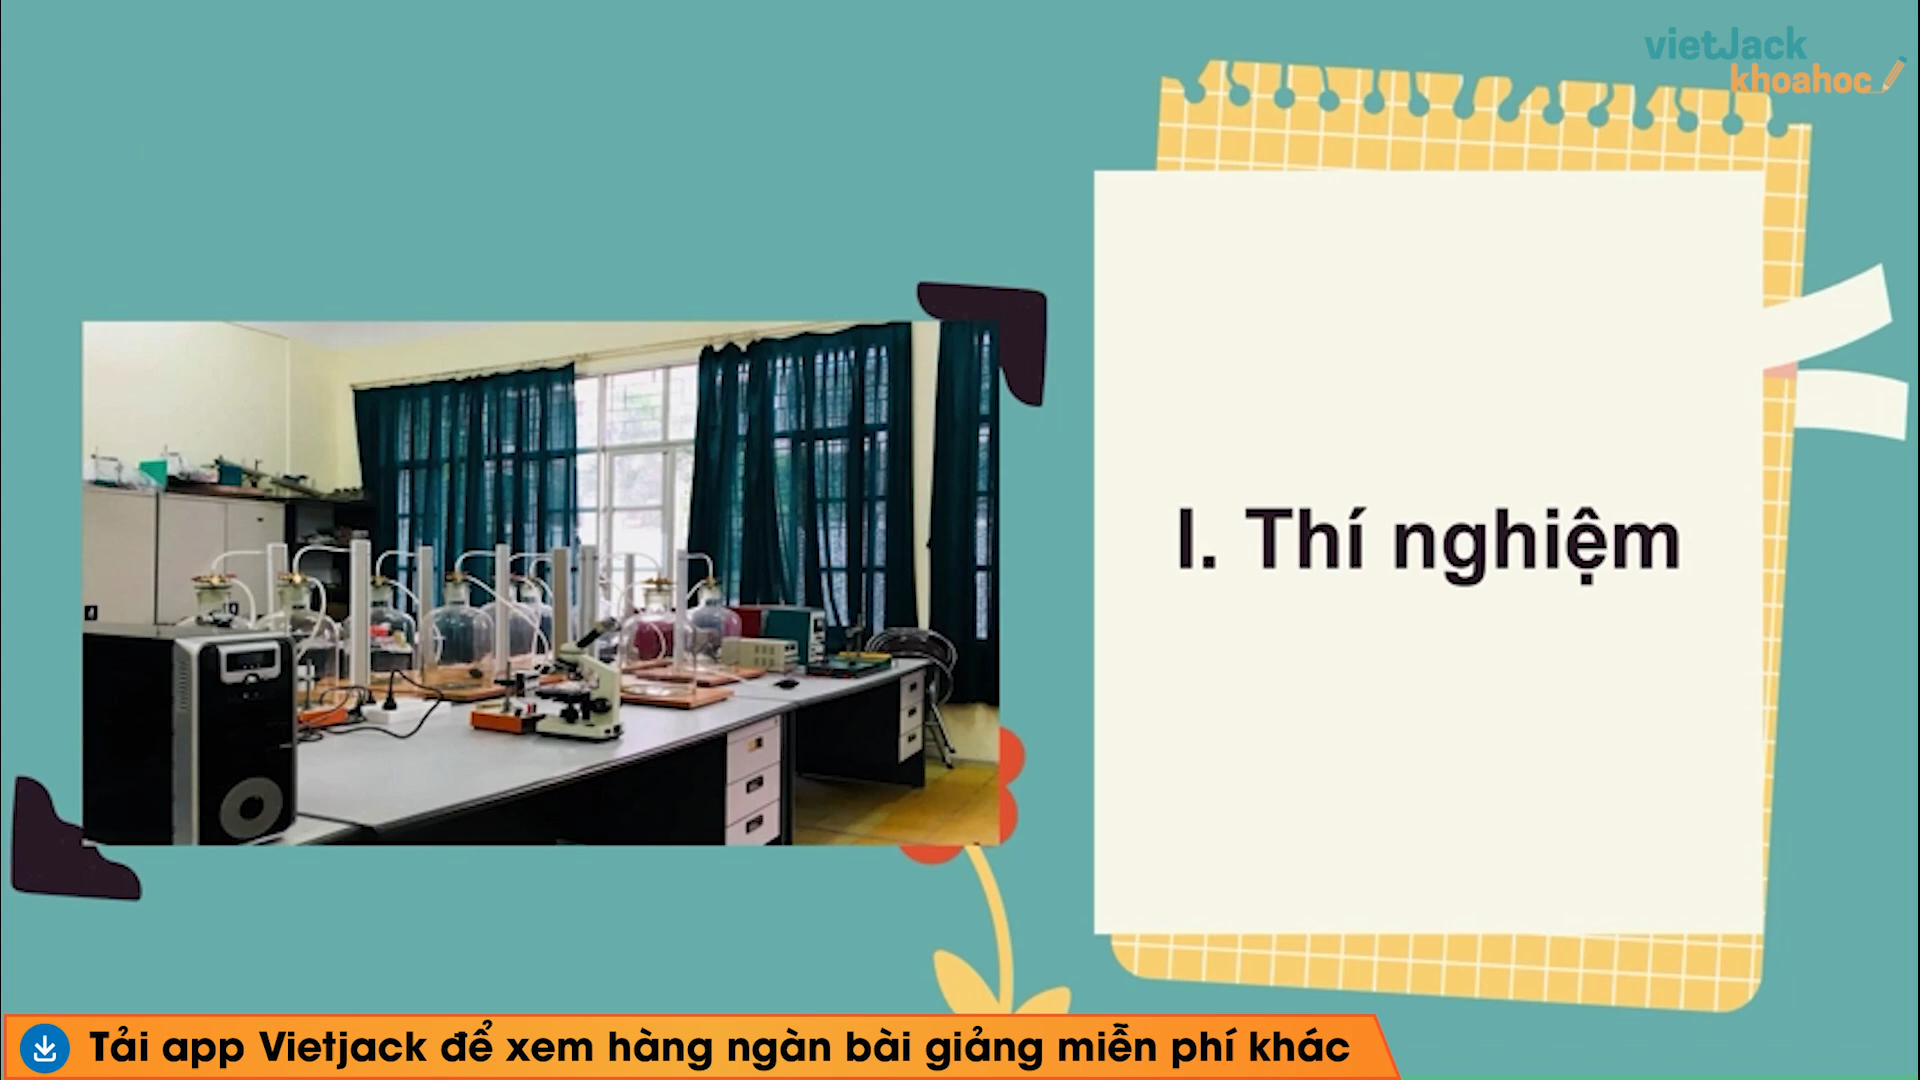 vietJack
khoahoc
I. Thí nghiệm
Tải app Vietjack để xem hàng ngàn bài giảng miễn phí khác